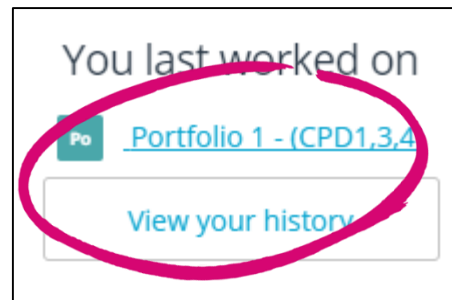 You last worked on
Po Portfolio 1 - (CPD1,3,4
View your history